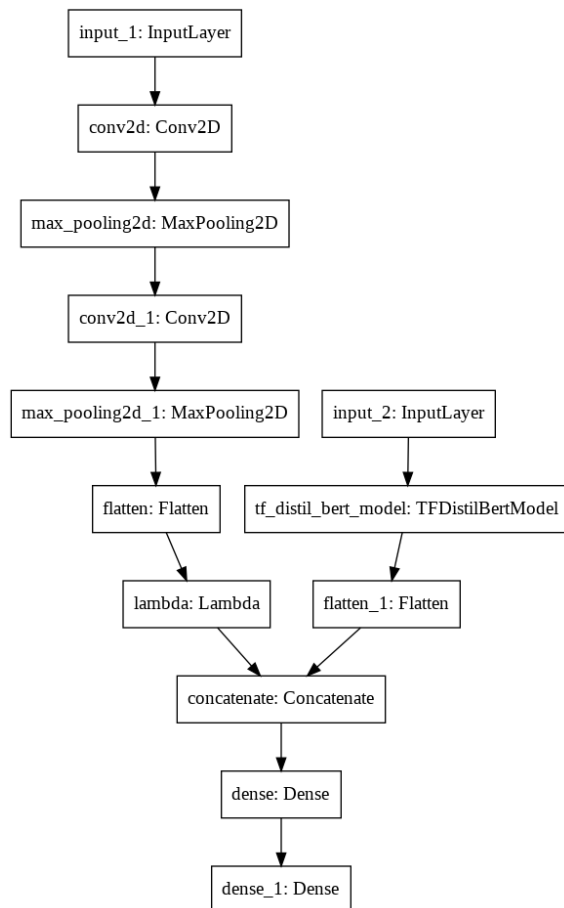 input_1: InputLayer
conv2d: Conv2D
max_pooling2d: MaxPooling2D
conv2d_1: Conv2D
max_pooling2d_1: MaxPooling2D
input_2: InputLayer
flatten: Flatten
tf_distil_bert_model: TFDistilBertModel
lambda: Lambda
flatten_1: Flatten
concatenate: Concatenate
dense: Dense
dense_1: Dense